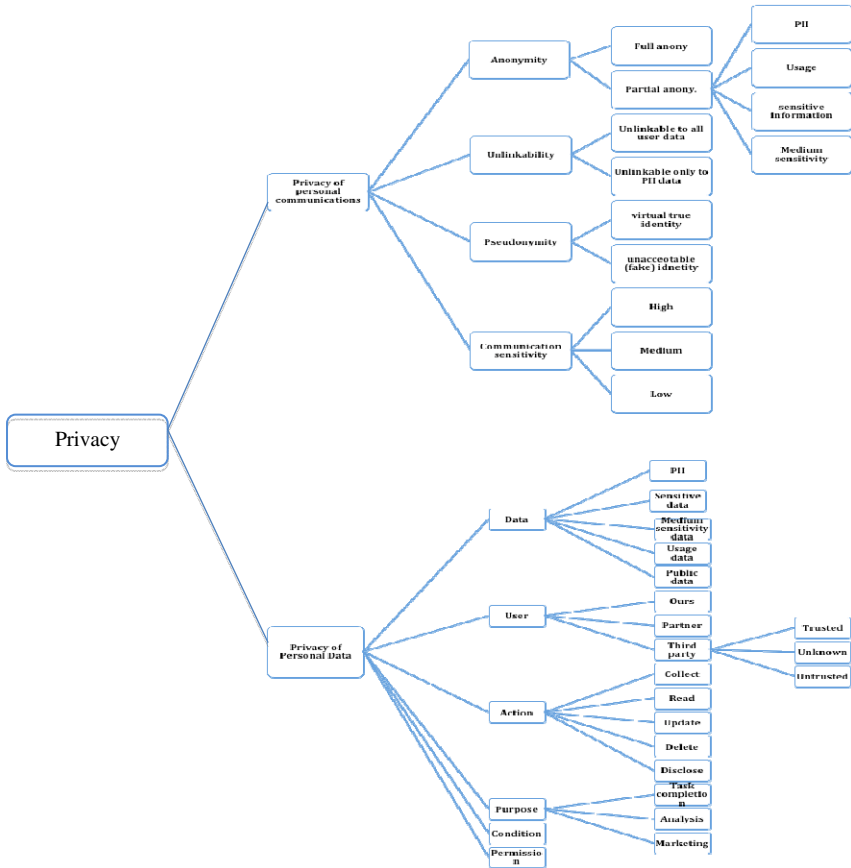 Privacy
Privacy of
personal
communications
Anonymity
Full anony
Partial anony.
PII
Usage
sensitive
Information
Medium
sensitivity
Unlinkability
Unlinkable to all
user data
Unlinkable only to
PII data
Pseudonymity
virtual true
identity
unacceotable
(fake) idnetity
Communication
sensitivity
High
Medium
Low
Privacy of
Personal Data
Data
PII
Sensitive
data
Medium
sensitivity
data
Usage
data
Public
data
User
Ours
Partner
Third
party
Trusted
Unknown
Untrusted
Action
Collect
Read
Update
Delete
Disclose
Purpose
Task
completio
n
Analysis
Marketing
Condition
Permissio
n